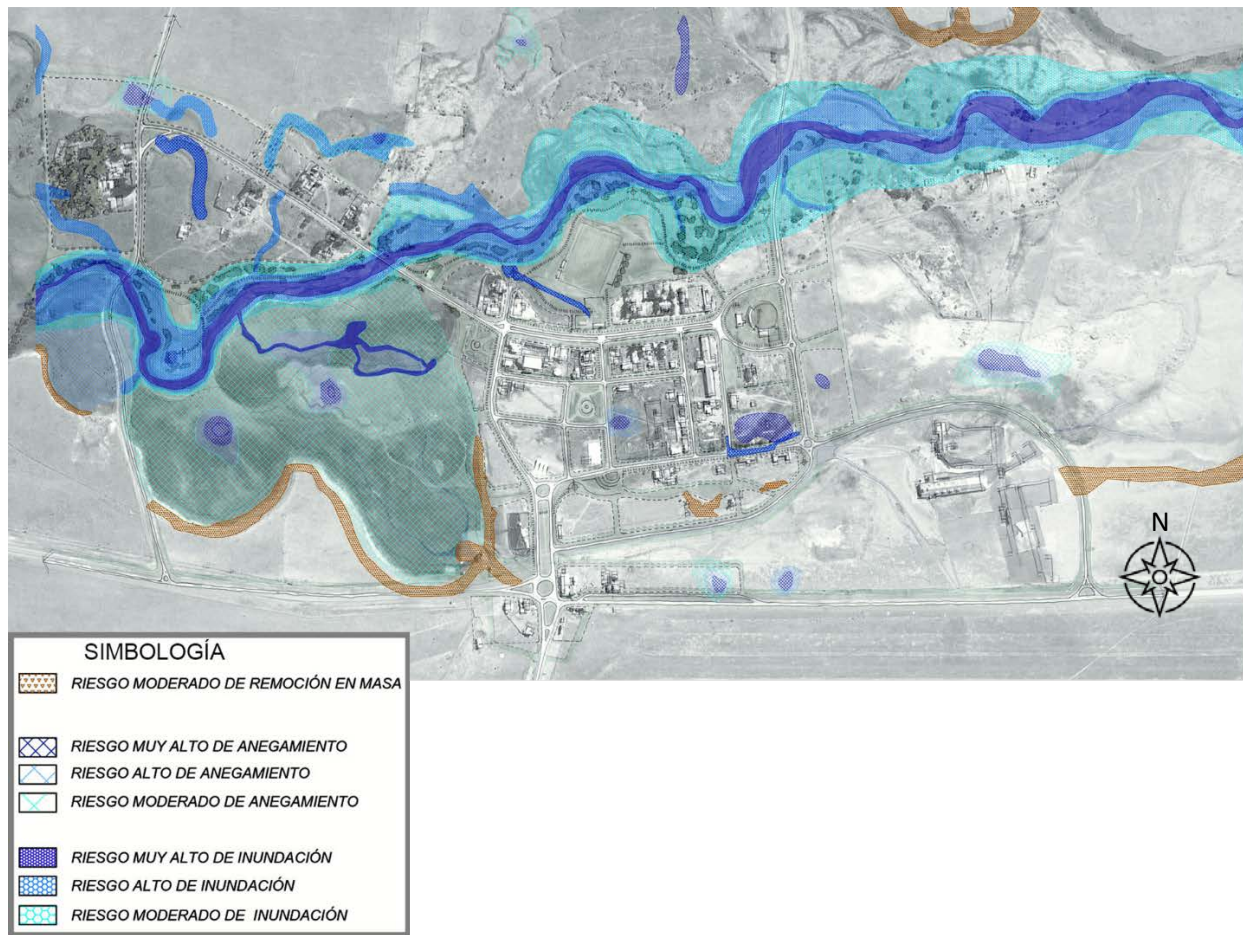 N
SIMBOLOGÍA
RIESGO MODERADO DE REMOCIÓN EN MASA
RIESGO MUY ALTO DE ANEGAMIENTO
RIESGO ALTO DE ANEGAMIENTO
RIESGO MODERADO DE ANEGAMIENTO
RIESGO MUY ALTO DE INUNDACIÓN
RIESGO ALTO DE INUNDACIÓN
RIESGO MODERADO DE INUNDACIÓN